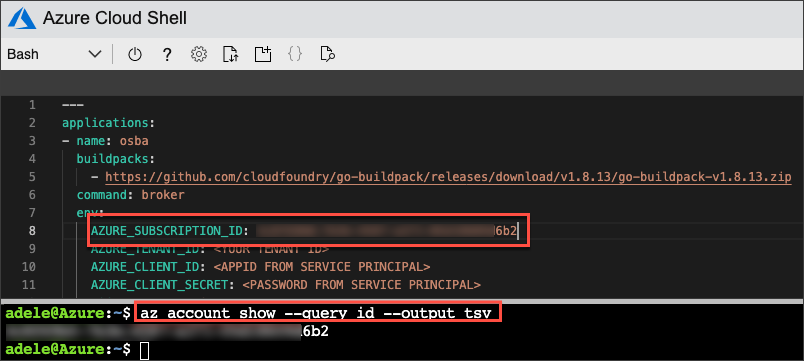 Azure Cloud Shell
Bash
?
{}
1 ---
2 applications:
3 - name: osba
4 buildpacks:
5 - https://github.com/cloudfoundry/go-buildpack/releases/download/v1.8.13/go-buildpack-v1.8.13.zip
6 command: broker
7 env:
8 AZURE_SUBSCRIPTION_ID: 6b2
9 AZURE_TENANT_ID: <YOUR TENANT ID>
10 AZURE_CLIENT_ID: <APPID FROM SERVICE PRINCIPAL>
11 AZURE_CLIENT_SECRET: <PASSWORD FROM SERVICE PRINCIPAL>
adele@Azure:~$ az account show --query id --output tsv
6b2
adele@Azure:~$